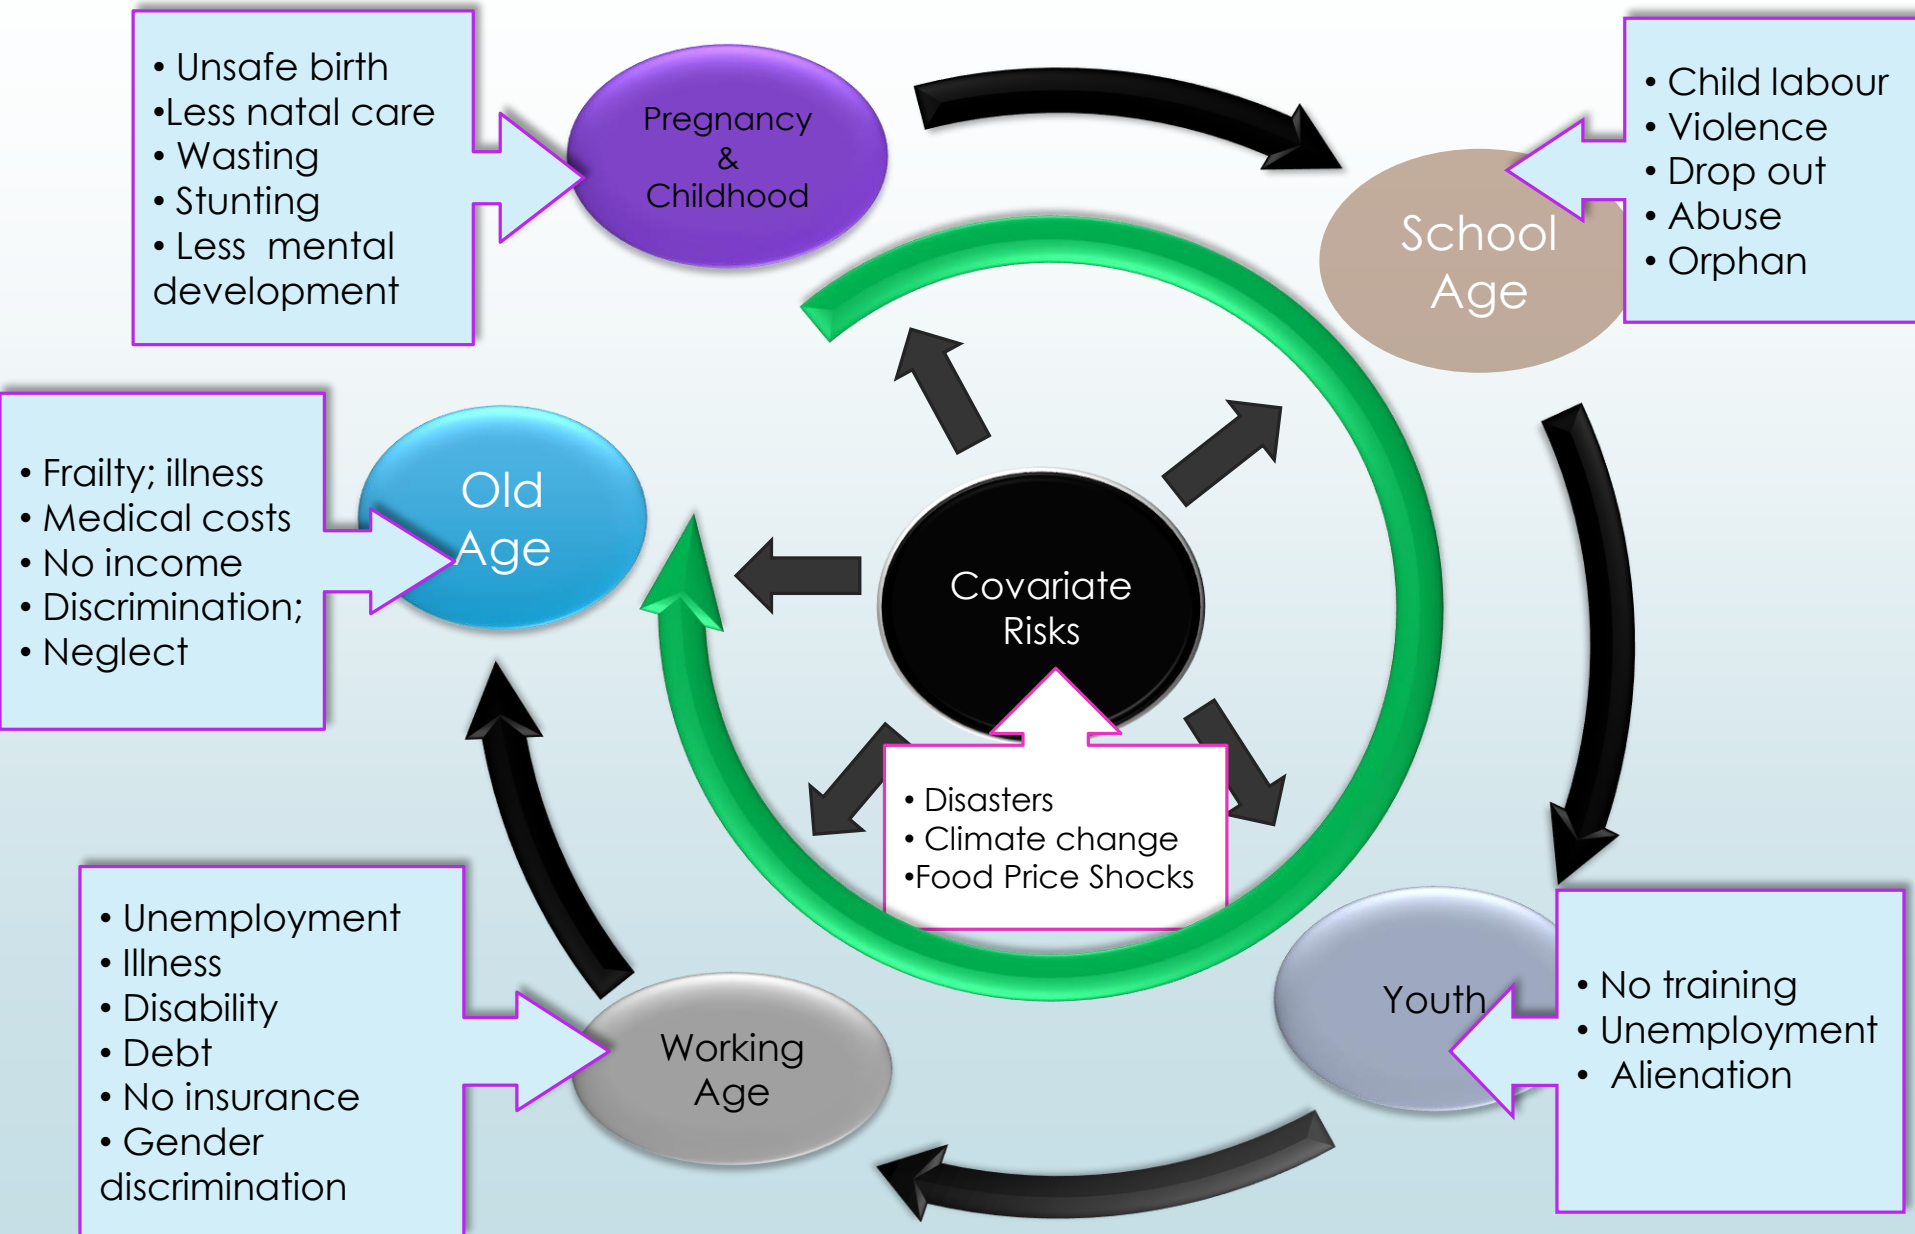 • Unsafe birth
•Less natal care
• Wasting
• Stunting
• Less  mental
development
Pregnancy
&
Childhood
• Child labour
• Violence
• Drop out
• Abuse
• Orphan
School
Age
• Frailty; illness
• Medical costs
• No income
• Discrimination;
• Neglect
Old
Age
Covariate
Risks
• Disasters
• Climate change
•Food Price Shocks
• Unemployment
• Illness
• Disability
• Debt
• No insurance
• Gender
discrimination
Working
Age
Youth
• No training
• Unemployment
•  Alienation